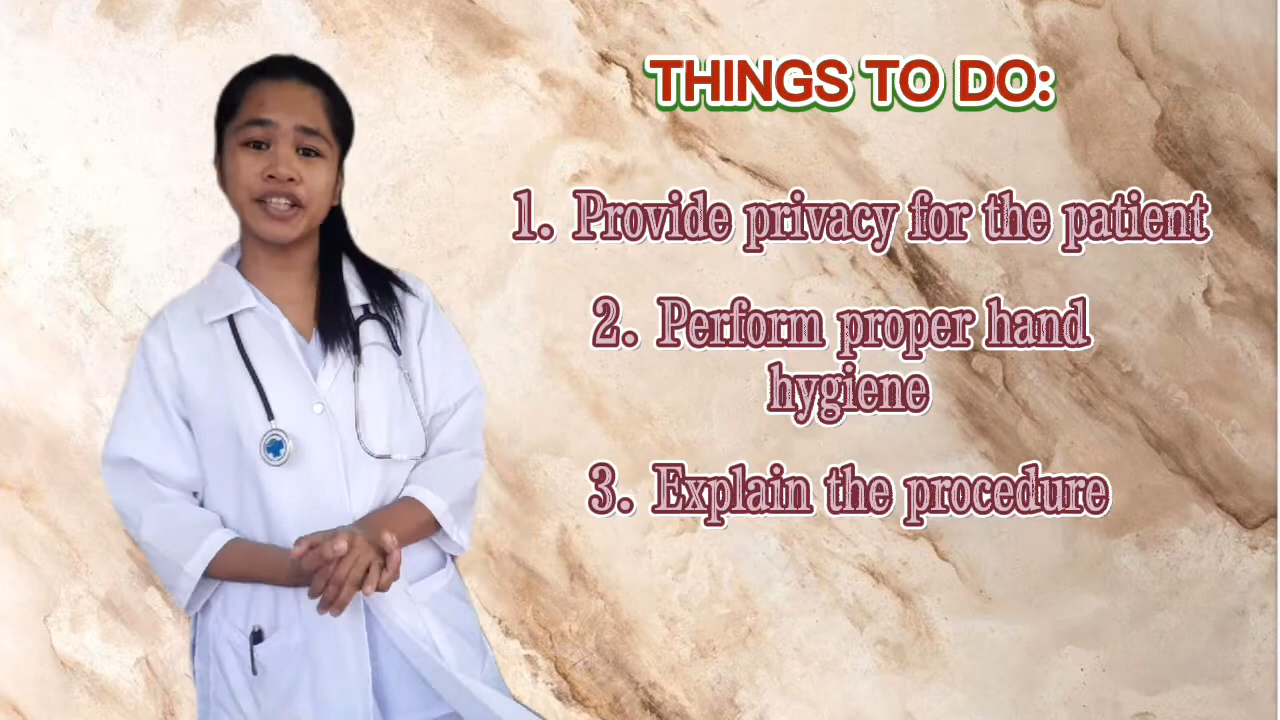 THINGS TO DO:
1. Provide privacy for the patient
2. Perform proper hand
hygiene
3. Explain the procedure